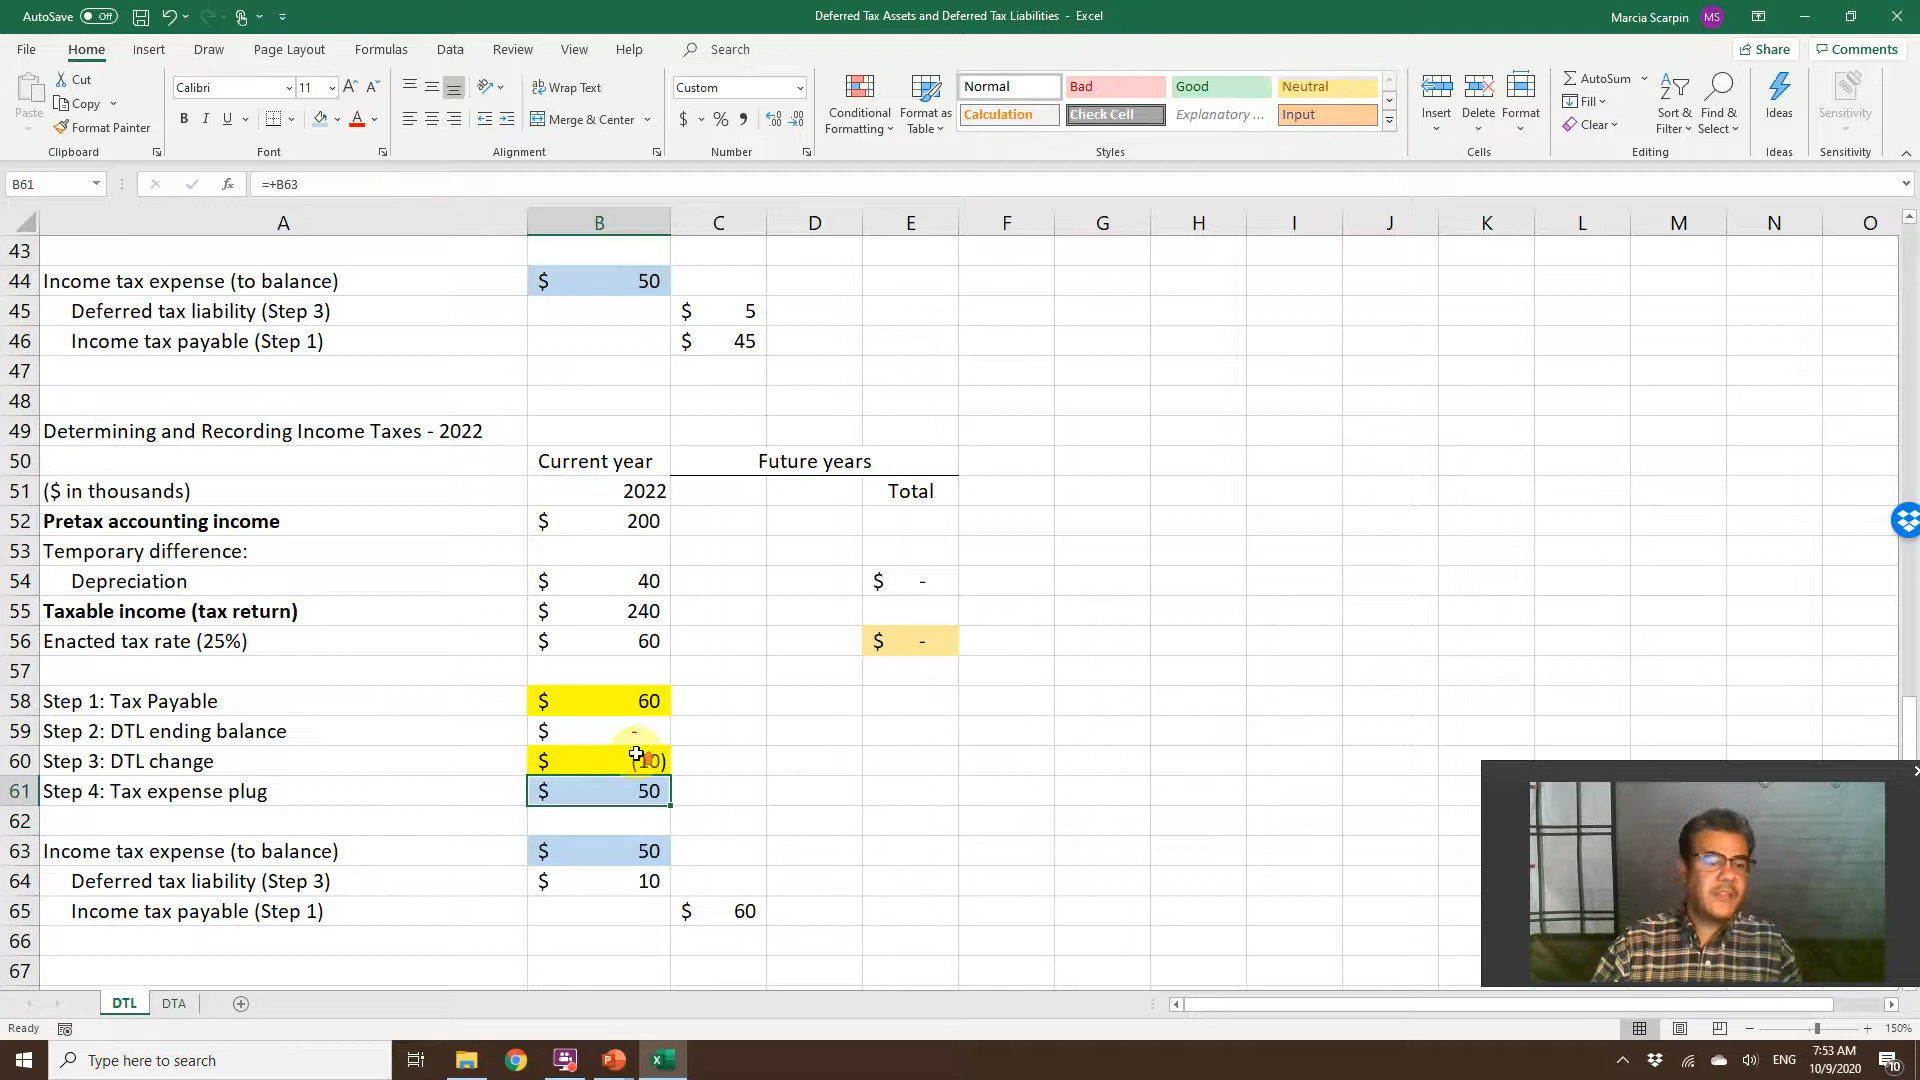 AutoSave Off Deferred Tax Assets and Deferred Tax Liabilities - Excel Marcia Scarpin MS
File Home Insert Draw Page Layout Formulas Data Review View Help Search Share Comments
Cut Calibri 11 Wrap Text Custom Normal Bad Good Neutral AutoSum
Paste Copy Conditional Formatting Format as Table Insert Delete Format Fill Sort & Filter Find & Select Ideas Sensitivity
Format Painter B I U Merge & Center $ % Calculation Check Cell Explanatory ... Input Clear
Clipboard Font Alignment Number Styles Cells Editing Ideas Sensitivity
B61 fx =+B63
A B C D E F G H I J K L M N O
43
44 Income tax expense (to balance) $ 50
45 Deferred tax liability (Step 3) $ 5
46 Income tax payable (Step 1) $ 45
47
48
49 Determining and Recording Income Taxes - 2022
50 Current year Future years
51 ($ in thousands) 2022 Total
52 Pretax accounting income $ 200
53 Temporary difference:
54 Depreciation $ 40 $ -
55 Taxable income (tax return) $ 240
56 Enacted tax rate (25%) $ 60 $ -
57
58 Step 1: Tax Payable $ 60
59 Step 2: DTL ending balance $ -
60 Step 3: DTL change $ (10)
61 Step 4: Tax expense plug $ 50
62
63 Income tax expense (to balance) $ 50
64 Deferred tax liability (Step 3) $ 10
65 Income tax payable (Step 1) $ 60
66
67
DTL DTA
Ready 150%
Type here to search ENG 7:53 AM
10/9/2020 10